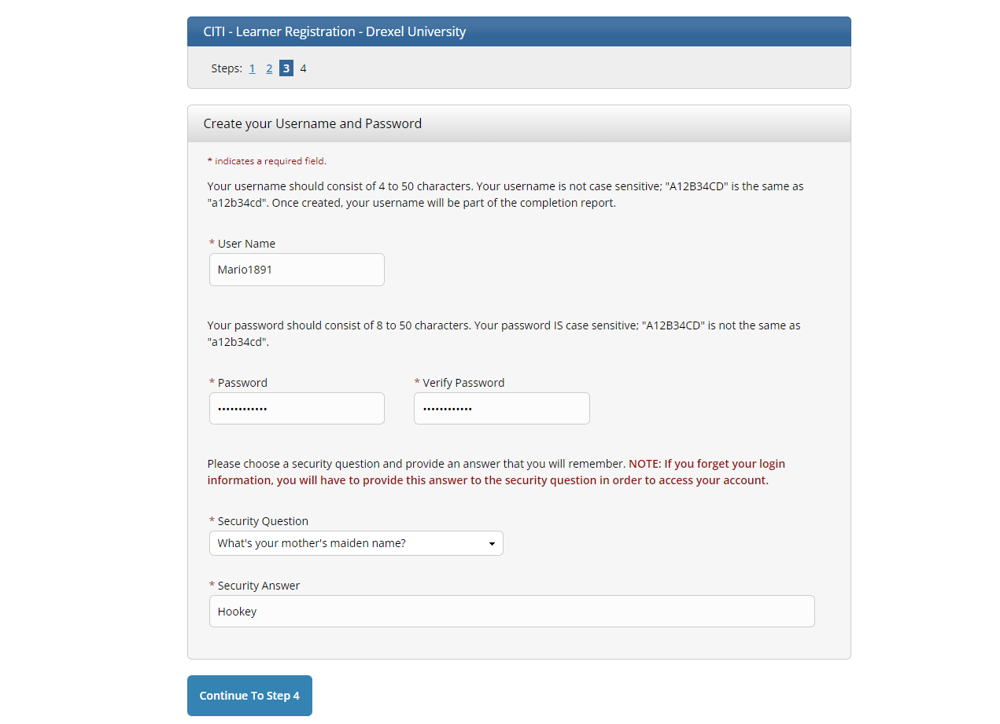 CITI - Learner Registration - Drexel University
Steps: 1 2 3 4
Create your Username and Password
* indicates a required field.
Your username should consist of 4 to 50 characters. Your username is not case sensitive; "A12B34CD" is the same as
"a12b34cd". Once created, your username will be part of the completion report.
* User Name
Mario1891
Your password should consist of 8 to 50 characters. Your password IS case sensitive; "A12B34CD" is not the same as
"a12b34cd".
* Password * Verify Password
•••••••••••• ••••••••••••
Please choose a security question and provide an answer that you will remember. NOTE: If you forget your login
information, you will have to provide this answer to the security question in order to access your account.
* Security Question
What's your mother's maiden name?
* Security Answer
Hookey
Continue To Step 4